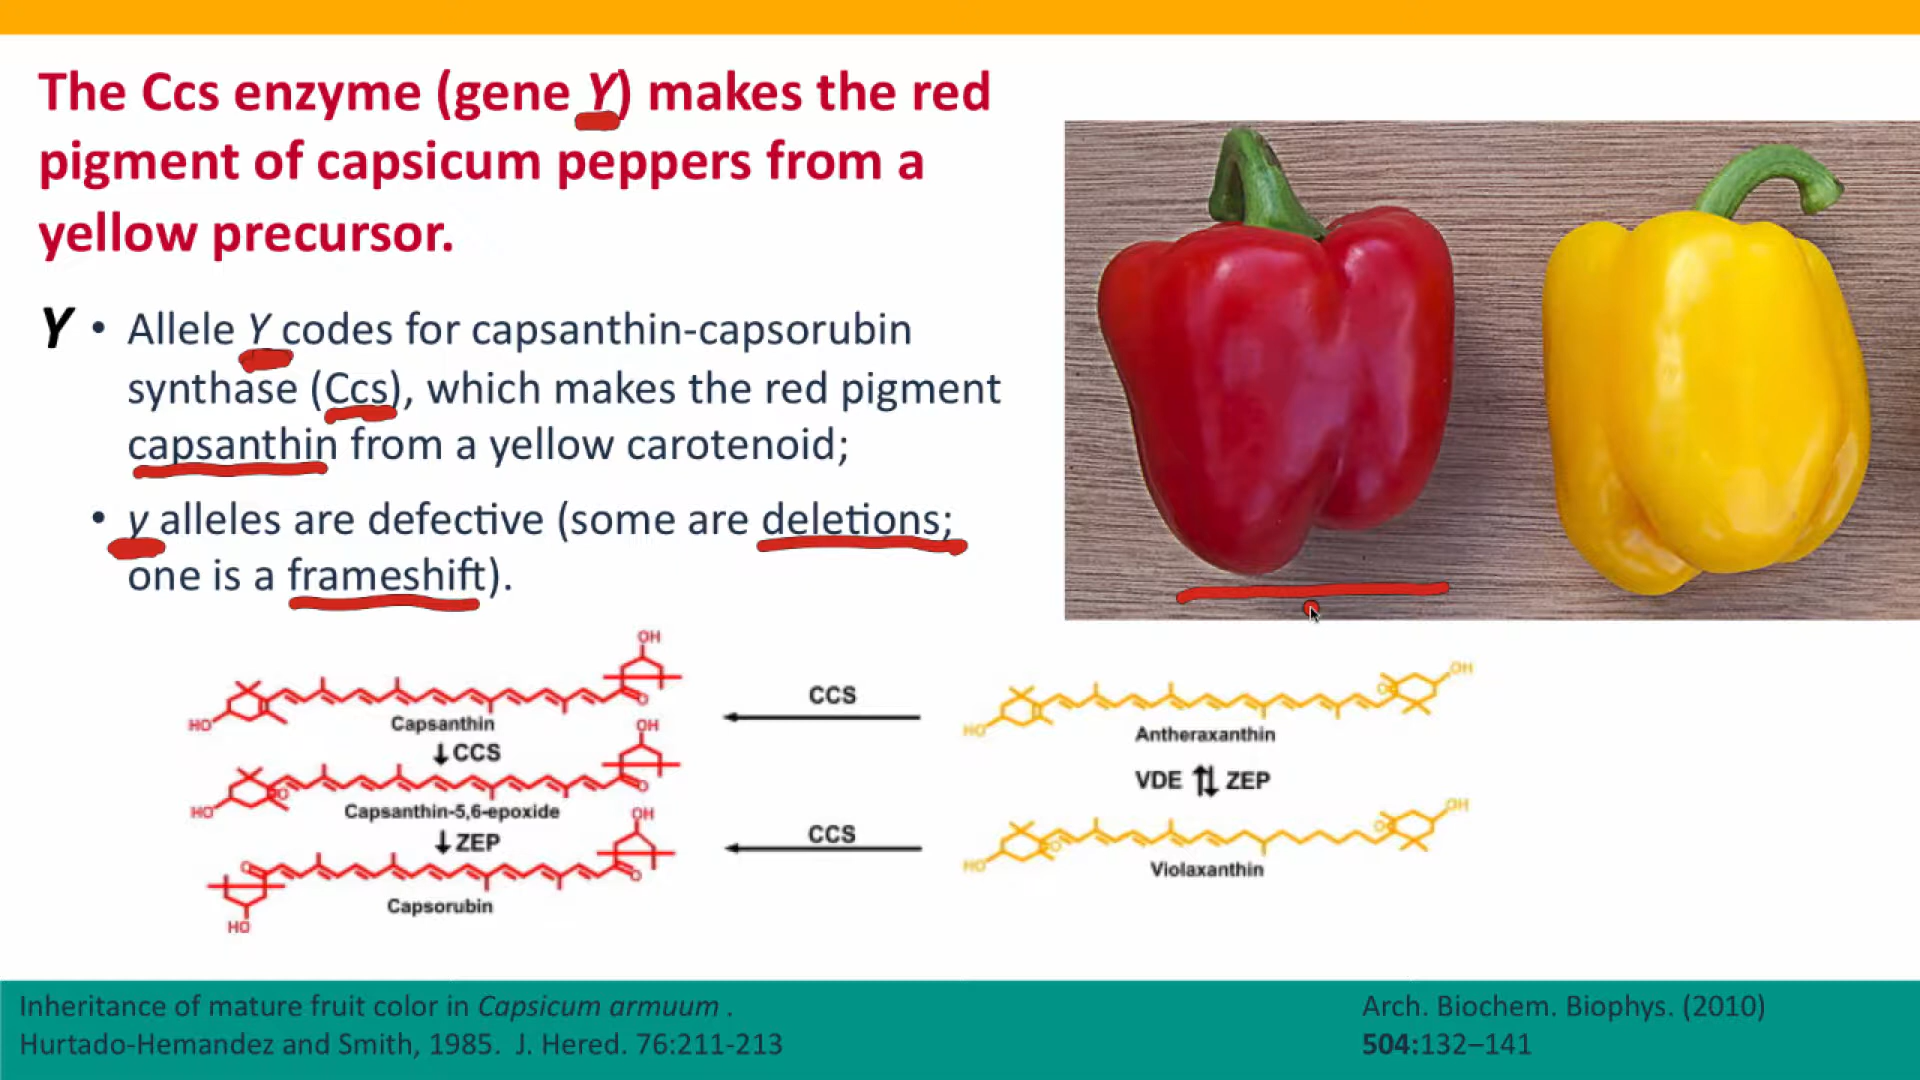 The Ccs enzyme (gene Y) makes the red
pigment of capsicum peppers from a
yellow precursor.
Y
• Allele Y codes for capsanthin-capsorubin
synthase (Ccs), which makes the red pigment
capsanthin from a yellow carotenoid;
• y alleles are defective (some are deletions;
one is a frameshift).
OH
HO
Capsanthin
CCS
OH
HO
Antheraxanthin
↓CCS
OH
O
HO
O
Capsanthin-5,6-epoxide
VDE ⇅ ZEP
↓ZEP
OH
O
O
HO
Capsorubin
CCS
OH
O
O
HO
Violaxanthin
Inheritance of mature fruit color in Capsicum armuum .
Hurtado-Hemandez and Smith, 1985. J. Hered. 76:211-213
Arch. Biochem. Biophys. (2010)
504:132–141